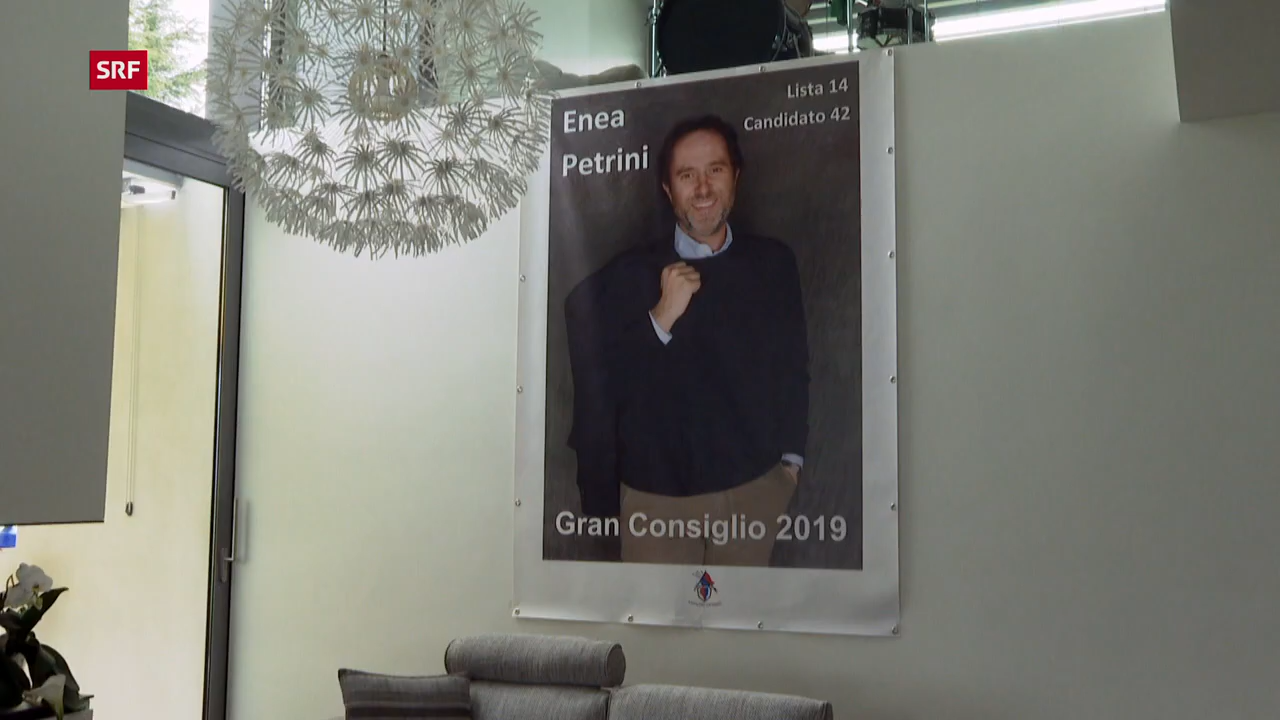 SRF
Lista 14
Candidato 42
Enea
Petrini
Gran Consiglio 2019